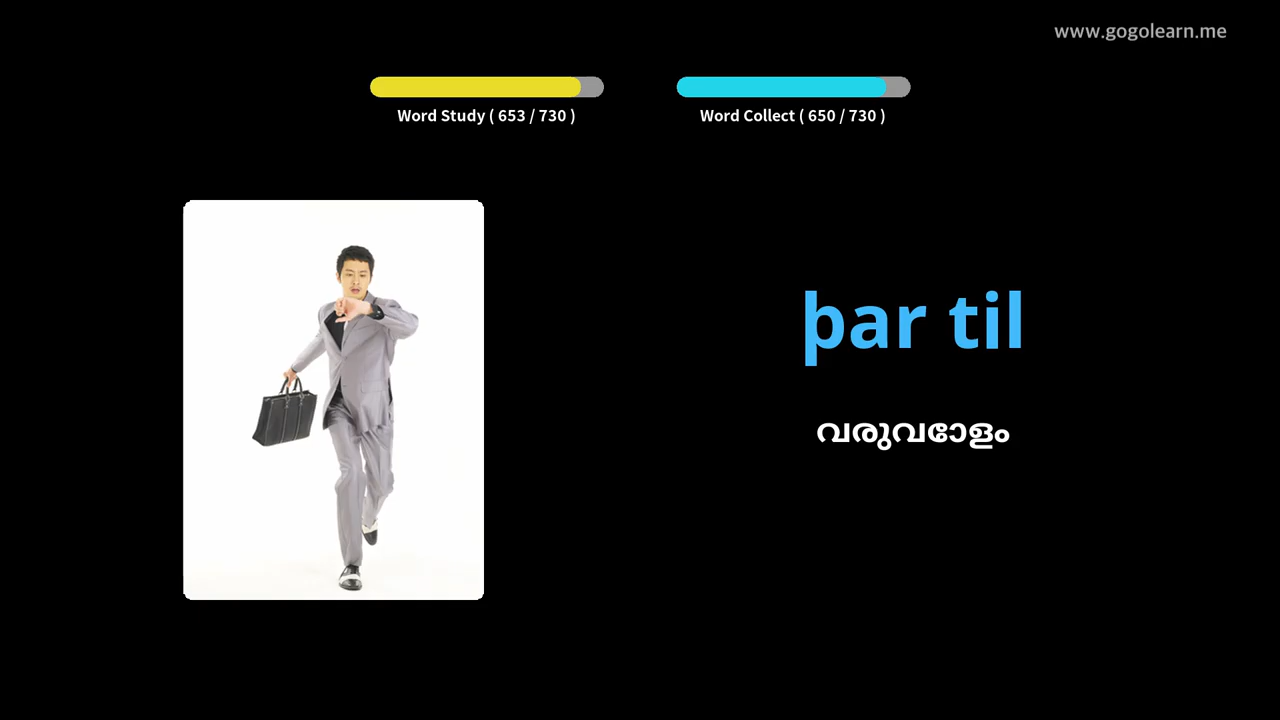 www.gogolearn.me
Word Study ( 653 / 730 )
Word Collect ( 650 / 730 )
þar til
വരുവോളം